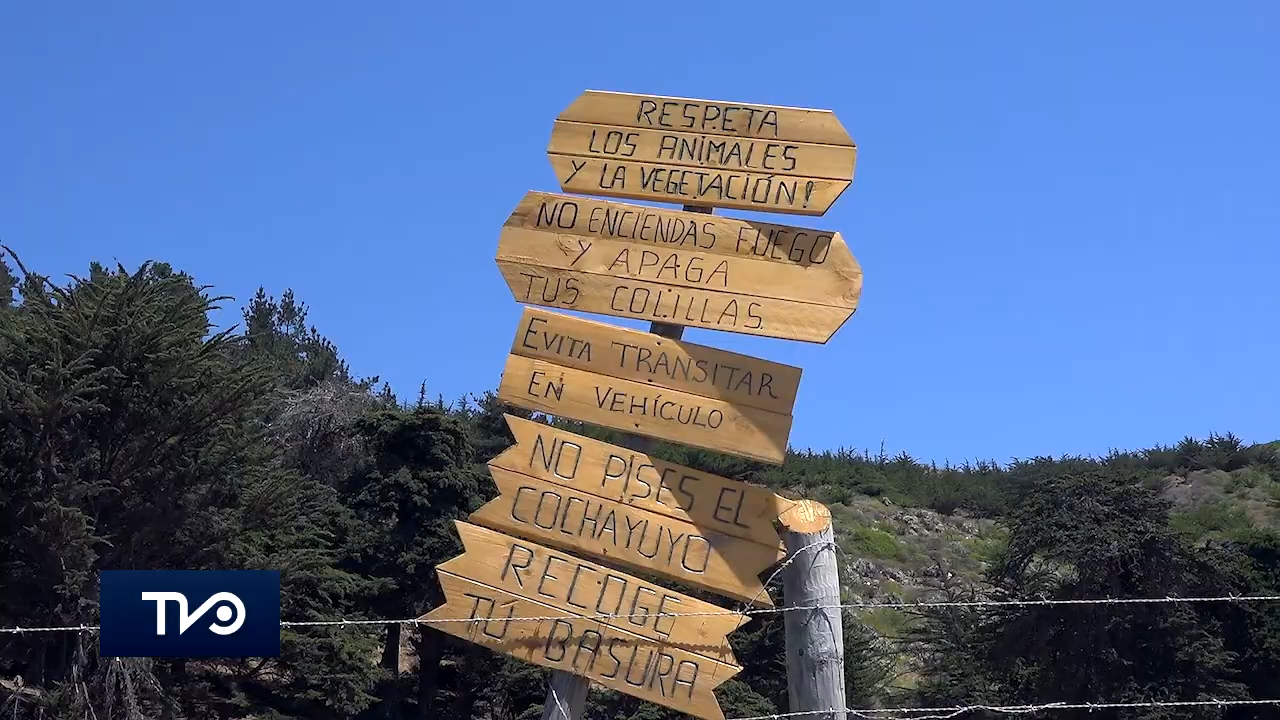 RESPETA
LOS ANIMALES
Y LA VEGETACIÓN!
NO ENCIENDAS FUEGO
Y APAGA
TUS COLILLAS.
EVITA TRANSITAR
EN VEHÍCULO
NO PISES EL
COCHAYUYO
RECOGE
TÚ BASURA
TVO